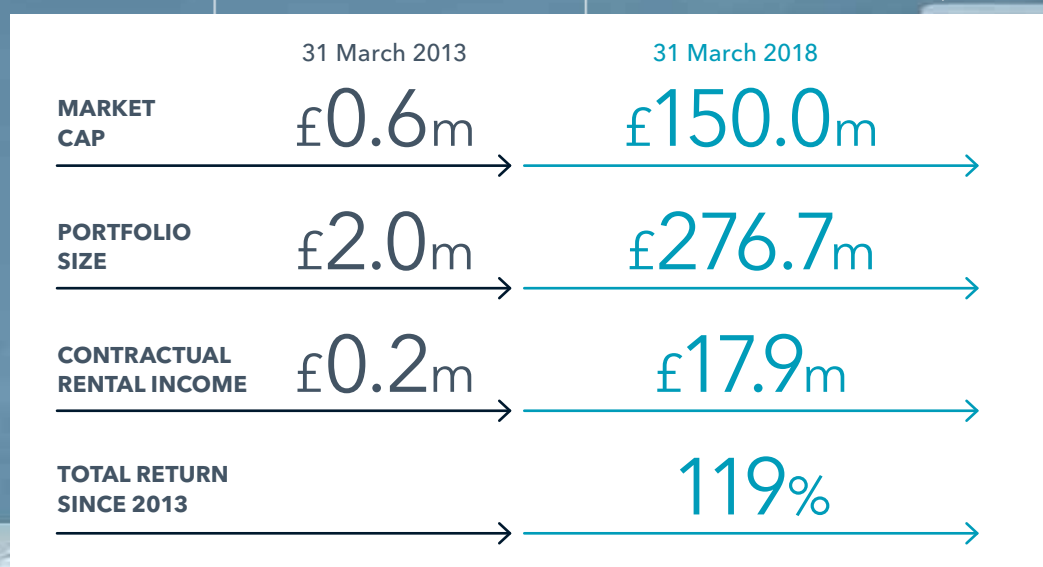 31 March 2013 31 March 2018
MARKET
CAP
£0.6m £150.0m
PORTFOLIO
SIZE
£2.0m £276.7m
CONTRACTUAL
RENTAL INCOME
£0.2m £17.9m
TOTAL RETURN
SINCE 2013
119%